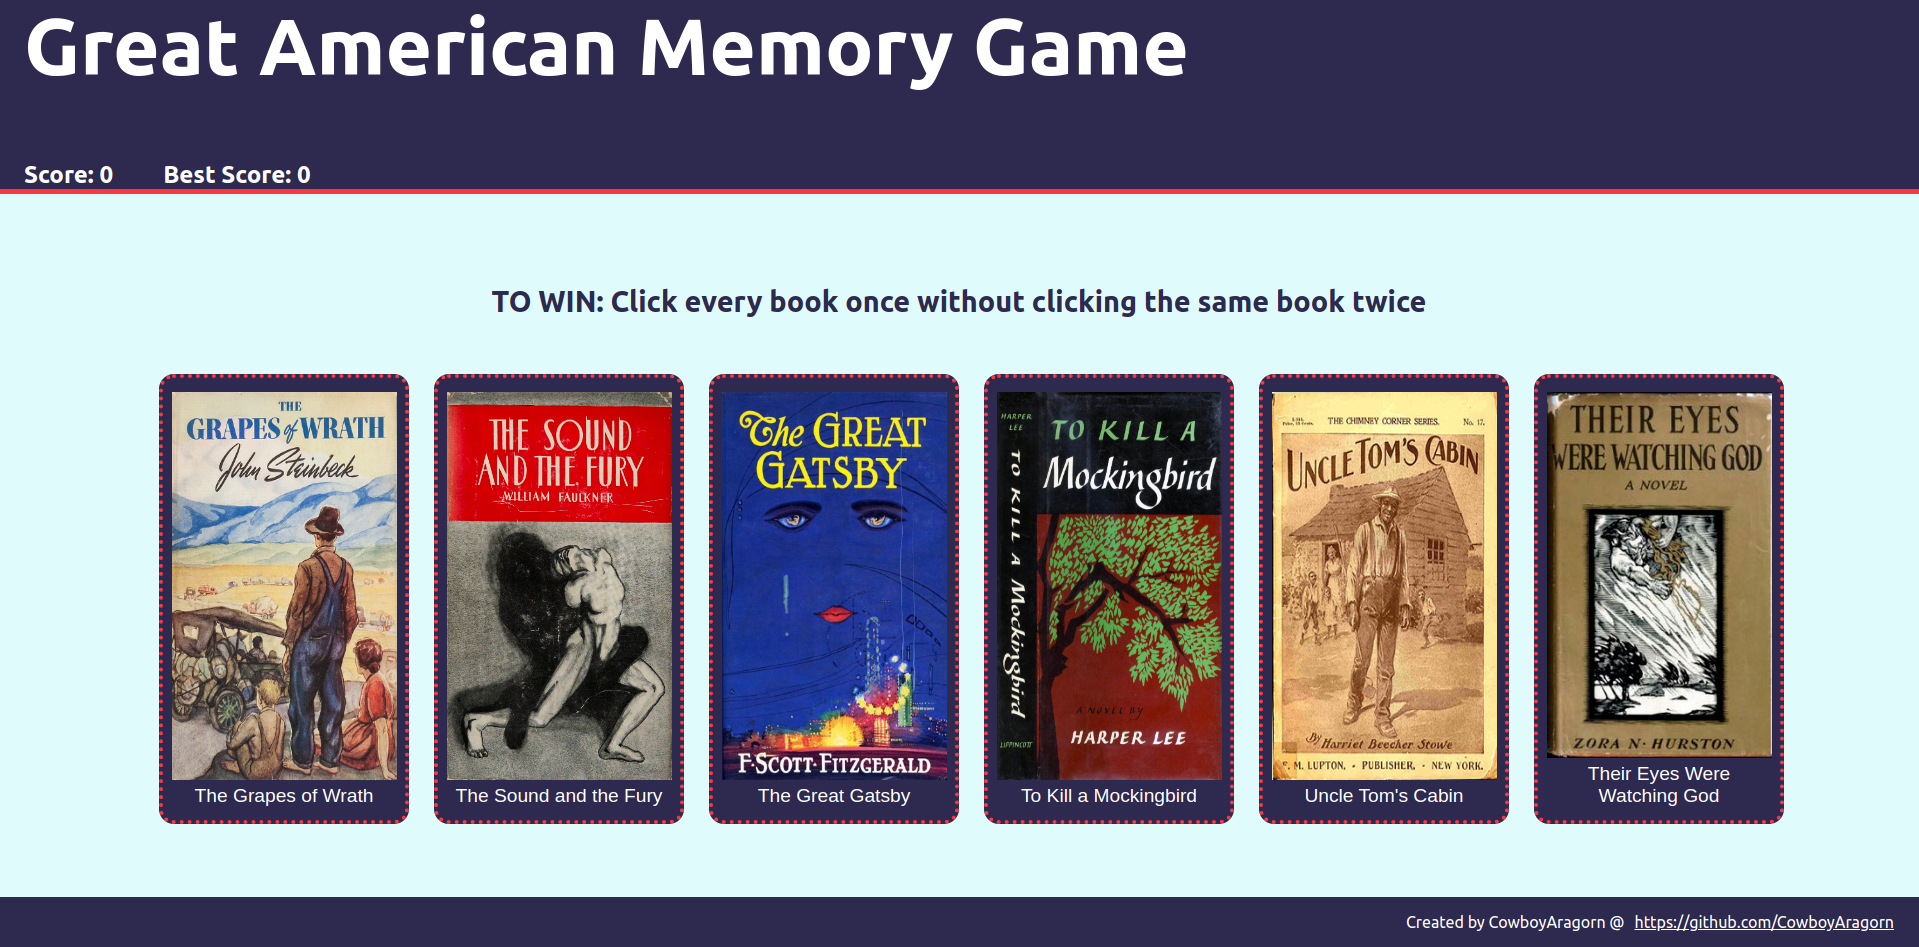 Great American Memory Game
Score: 0
Best Score: 0
TO WIN: Click every book once without clicking the same book twice
THE
GRAPES of WRATH
John Steinbeck
The Grapes of Wrath
THE SOUND
AND THE FURY
WILLIAM FAULKNER
The Sound and the Fury
The GREAT
GATSBY
F·SCOTT·FITZGERALD
The Great Gatsby
HARPER
LEE
TO KILL A Mockingbird
LIPPINCOTT
TO KILL A
Mockingbird
A NOVEL BY
HARPER LEE
To Kill a Mockingbird
THE CHIMNEY CORNER SERIES.
No. 17.
UNCLE TOM'S CABIN
By Harriet Beecher Stowe
M. LUPTON, · PUBLISHER, · NEW YORK.
Uncle Tom's Cabin
THEIR EYES
WERE WATCHING GOD
A NOVEL
ZORA N· HURSTON
Their Eyes Were
Watching God
Created by CowboyAragorn @ https://github.com/CowboyAragorn